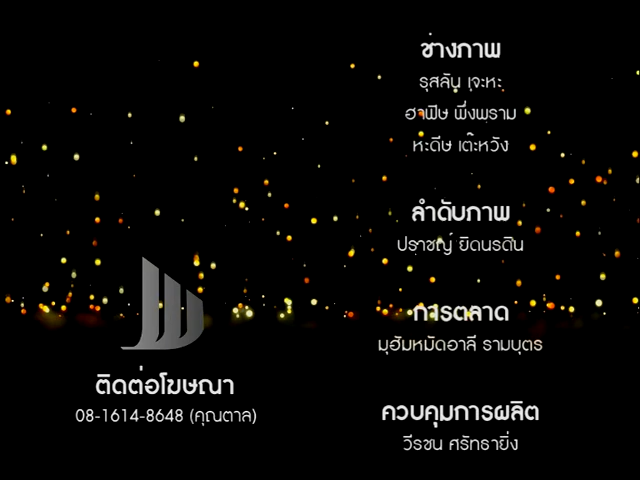 ช่างภาพ
รุสลัน เจะหะ
ฮาฟิษ พึ่งพราม
หะดีษ เต๊ะหวัง
ลำดับภาพ
ปราชญ์ ยิดนรดิน
การตลาด
มุฮัมหมัดอาลี รามบุตร
ควบคุมการผลิต
วีรชน ศรัทธายิ่ง
ติดต่อโฆษณา
08-1614-8648 (คุณตาล)